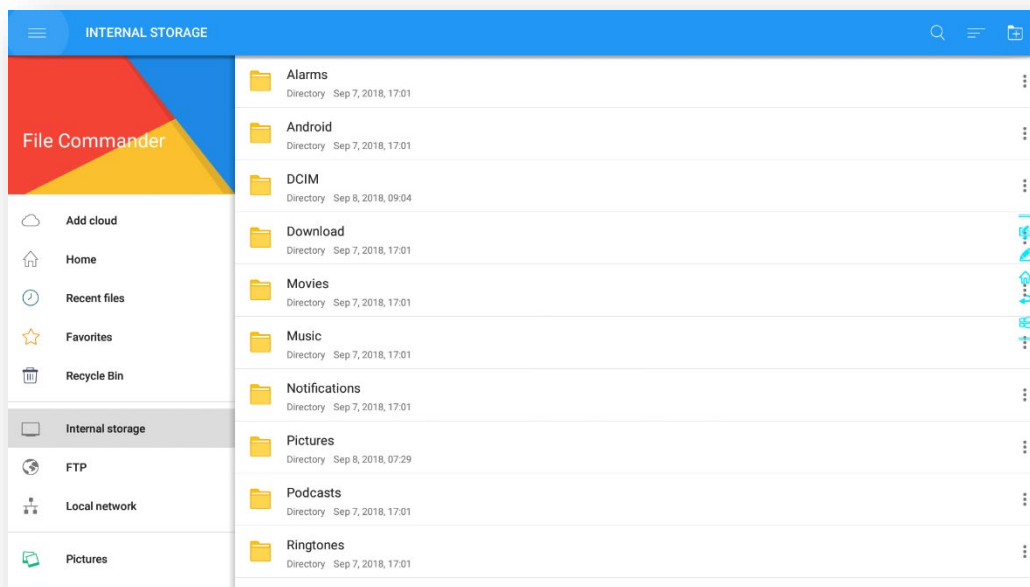 INTERNAL STORAGE
File Commander
Add cloud
Home
Recent files
Favorites
Recycle Bin
Internal storage
FTP
Local network
Pictures
Alarms
Directory Sep 7, 2018, 17:01
Android
Directory Sep 7, 2018, 17:01
DCIM
Directory Sep 8, 2018, 09:04
Download
Directory Sep 7, 2018, 17:01
Movies
Directory Sep 7, 2018, 17:01
Music
Directory Sep 7, 2018, 17:01
Notifications
Directory Sep 7, 2018, 17:01
Pictures
Directory Sep 8, 2018, 07:29
Podcasts
Directory Sep 7, 2018, 17:01
Ringtones
Directory Sep 7, 2018, 17:01